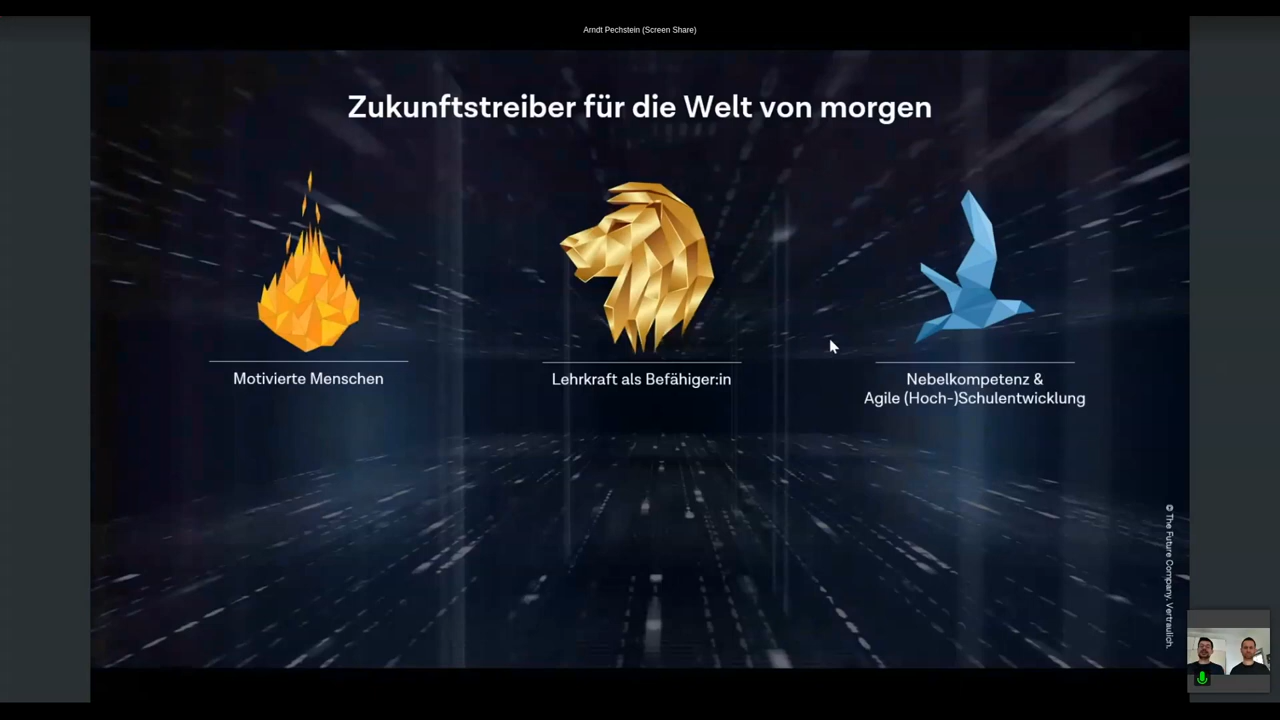 Arndt Pechstein (Screen Share)
Zukunftstreiber für die Welt von morgen
Motivierte Menschen
Lehrkraft als Befähiger:in
Nebelkompetenz &
Agile (Hoch-)Schulentwicklung
© The Future Company. Vertraulich.